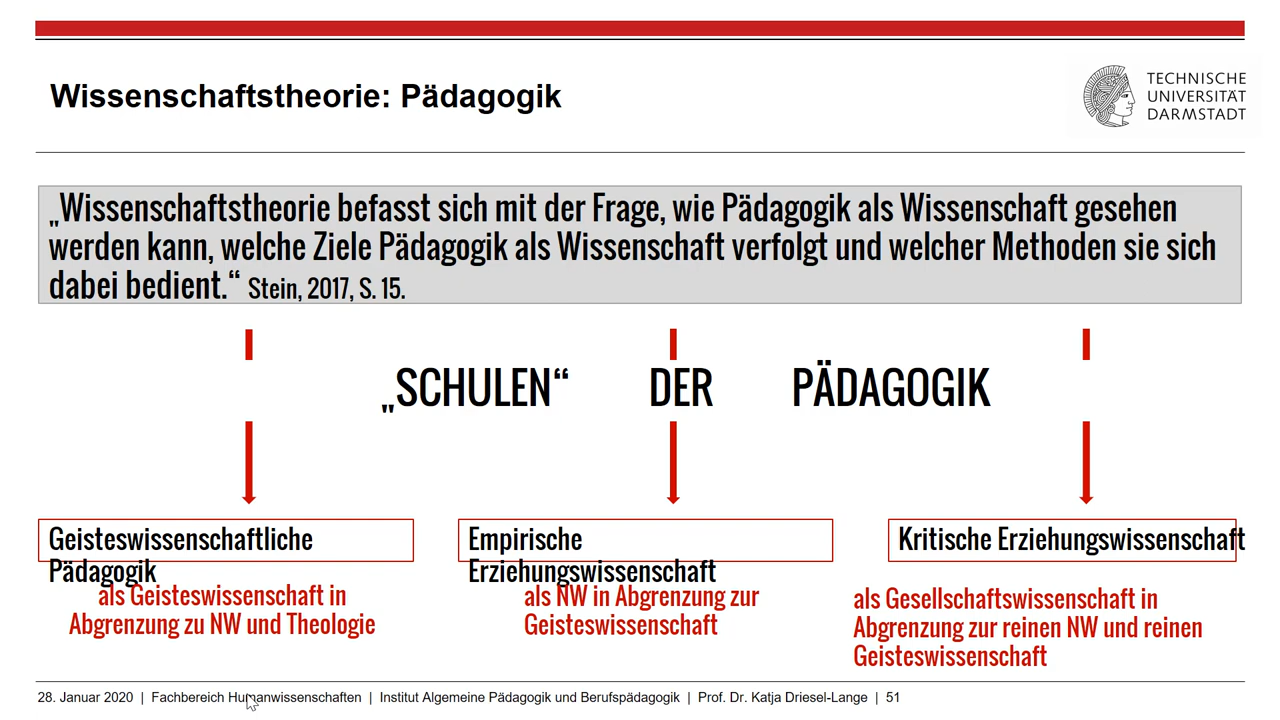 Wissenschaftstheorie: Pädagogik
TECHNISCHE
UNIVERSITÄT
DARMSTADT
„Wissenschaftstheorie befasst sich mit der Frage, wie Pädagogik als Wissenschaft gesehen
werden kann, welche Ziele Pädagogik als Wissenschaft verfolgt und welcher Methoden sie sich
dabei bedient.“ Stein, 2017, S. 15.
„SCHULEN“ DER PÄDAGOGIK
Geisteswissenschaftliche
Pädagogik
als Geisteswissenschaft in
Abgrenzung zu NW und Theologie
Empirische
Erziehungswissenschaft
als NW in Abgrenzung zur
Geisteswissenschaft
Kritische Erziehungswissenschaft
als Gesellschaftswissenschaft in
Abgrenzung zur reinen NW und reinen
Geisteswissenschaft
28. Januar 2020 | Fachbereich Humanwissenschaften | Institut Algemeine Pädagogik und Berufspädagogik | Prof. Dr. Katja Driesel-Lange | 51